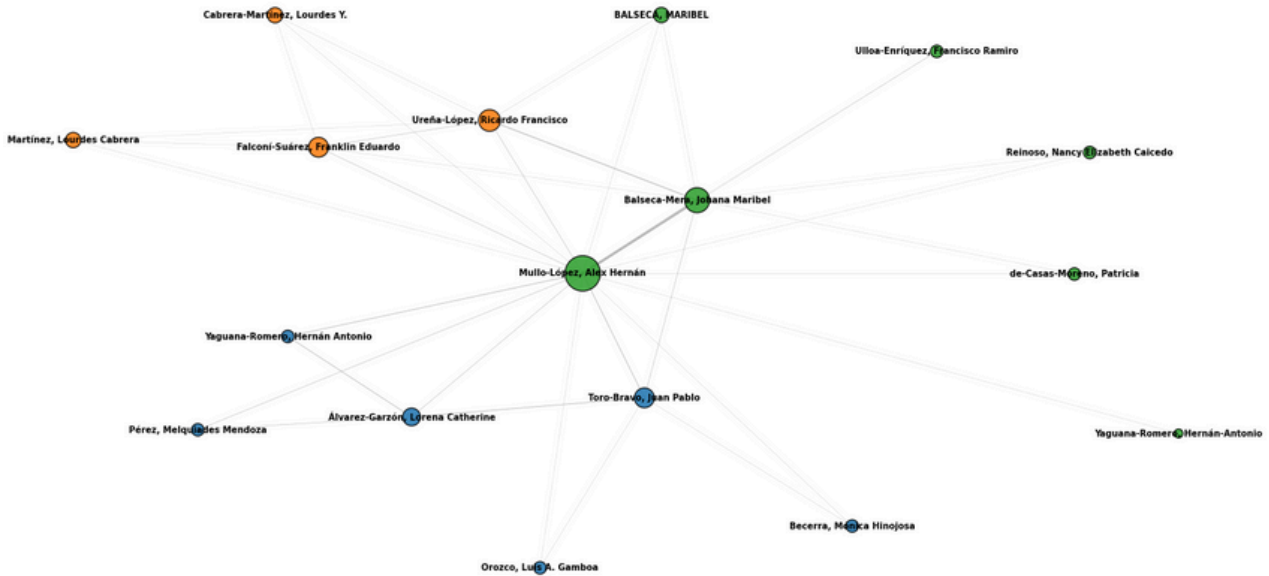 Cabrera-Martínez, Lourdes Y.
BALSECA, MARIBEL
Ulloa-Enríquez, Francisco Ramiro
Ureña-López, Ricardo Francisco
Martínez, Lourdes Cabrera
Falconí-Suárez, Franklin Eduardo
Reinoso, Nancy Elizabeth Caicedo
Balseca-Mera, Johana Maribel
Mullo-López, Alex Hernán
de-Casas-Moreno, Patricia
Yaguana-Romero, Hernán Antonio
Toro-Bravo, Juan Pablo
Álvarez-Garzón, Lorena Catherine
Pérez, Melquiades Mendoza
Yaguana-Romero, Hernán-Antonio
Becerra, Mónica Hinojosa
Orozco, Luis A. Gamboa